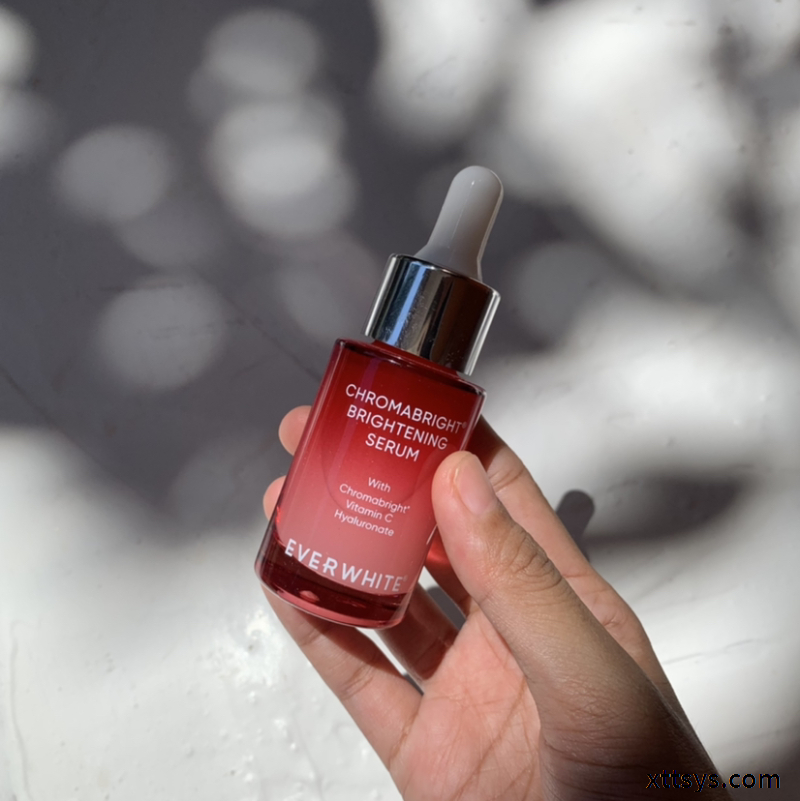 CHROMABRIGHT®
BRIGHTENING
SERUM
With
Chromabright®
Vitamin C
Hyaluronate
EVERWHITE®
xttsys.com